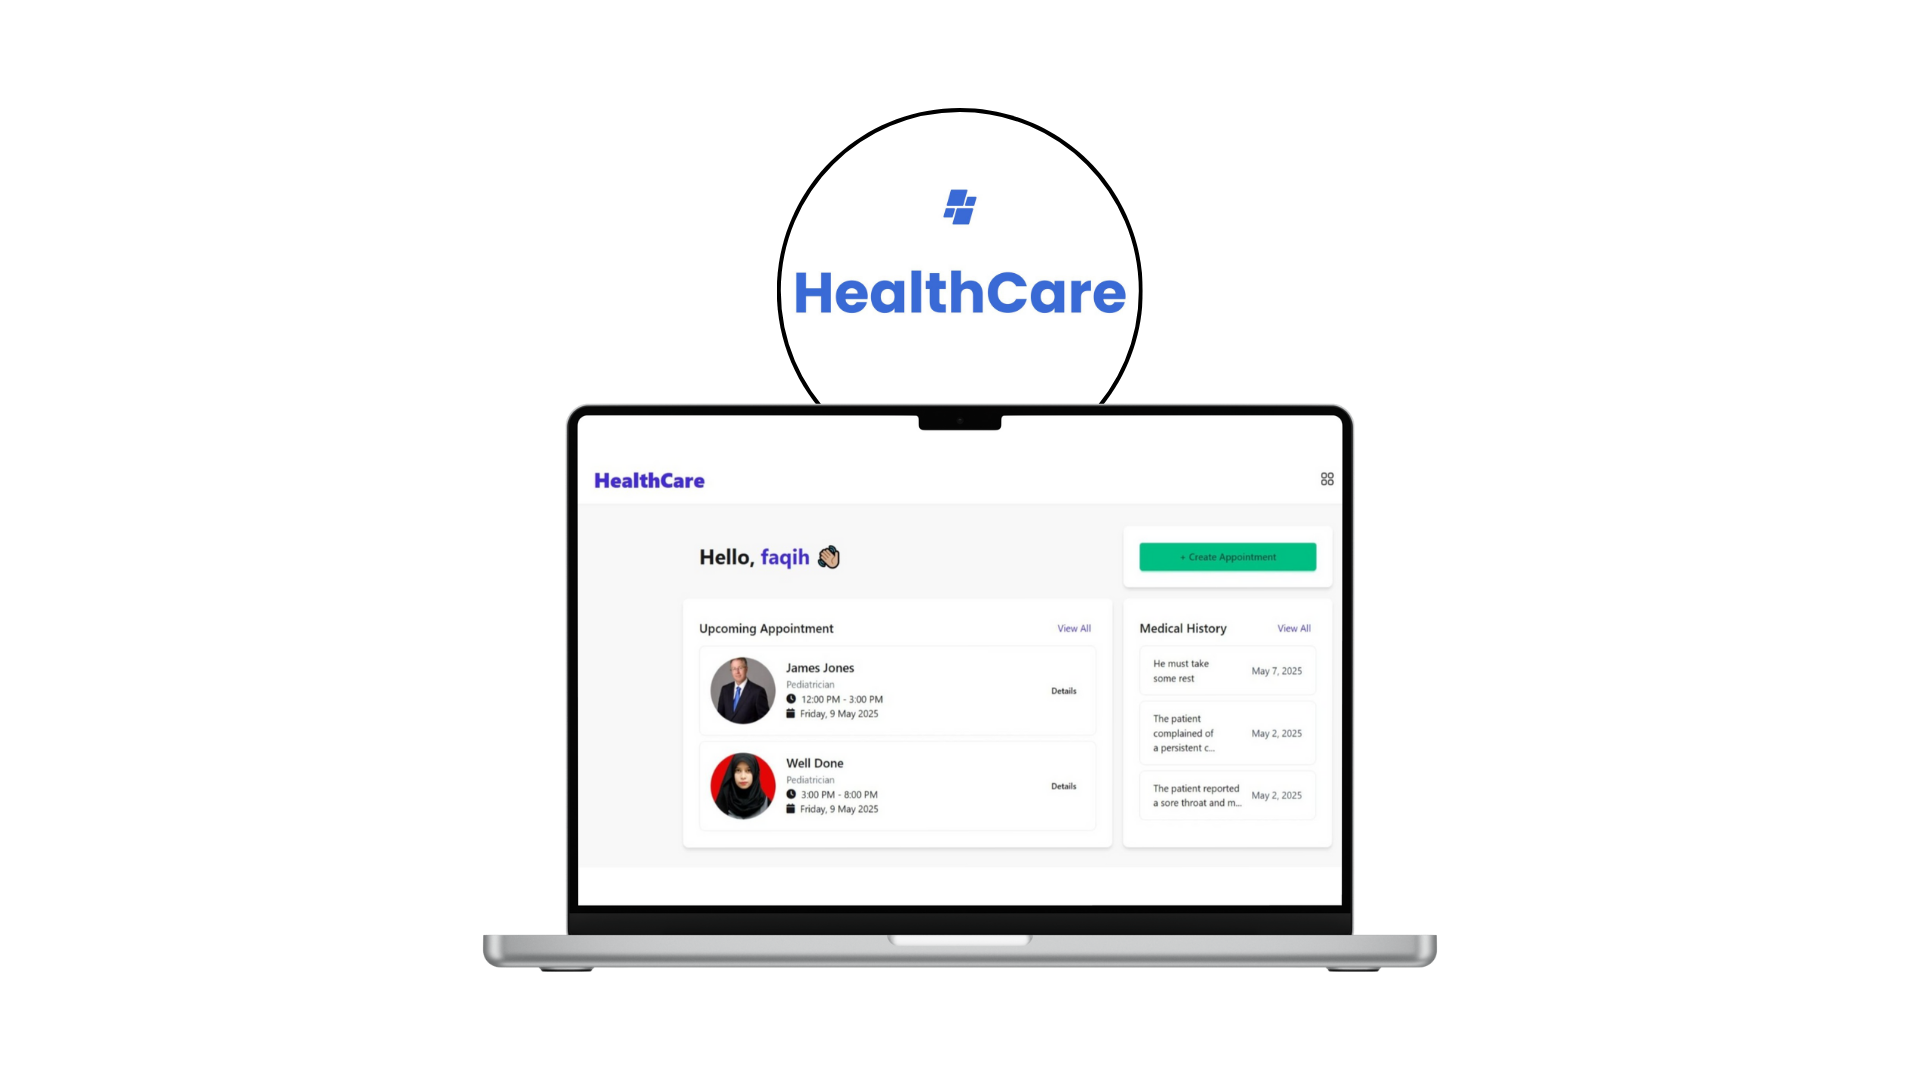 HealthCare
HealthCare
Hello, faqih
+ Create Appointment
Upcoming Appointment
View All
James Jones
Pediatrician
12:00 PM - 3:00 PM
Friday, 9 May 2025
Details
Well Done
Pediatrician
3:00 PM - 8:00 PM
Friday, 9 May 2025
Details
Medical History
View All
He must take
some rest
May 7, 2025
The patient
complained of
a persistent c...
May 2, 2025
The patient reported
a sore throat and m...
May 2, 2025